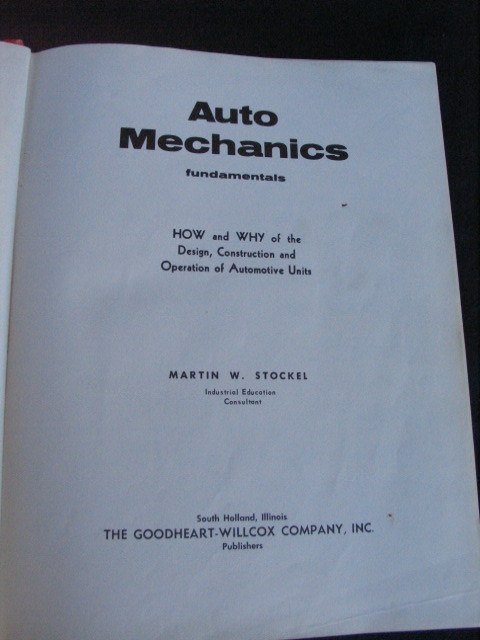 Auto
Mechanics
fundamentals
HOW and WHY of the
Design, Construction and
Operation of Automotive Units
MARTIN W. STOCKEL
Industrial Education
Consultant
South Holland, Illinois
THE GOODHEART-WILLCOX COMPANY, INC.
Publishers